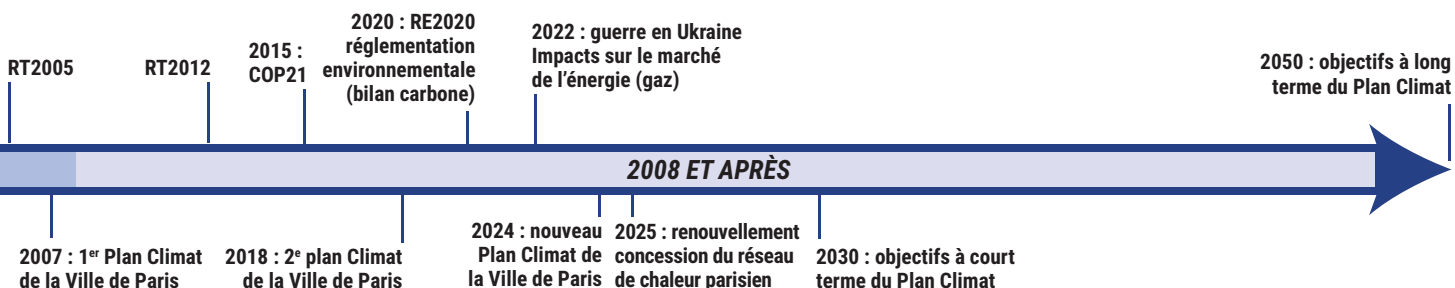 RT2005
RT2012
2015 :
COP21
2020 : RE2020
réglementation
environnementale
(bilan carbone)
2022 : guerre en Ukraine
Impacts sur le marché
de l’énergie (gaz)
2050 : objectifs à long
terme du Plan Climat
2008 ET APRÈS
2007 : 1er Plan Climat
de la Ville de Paris
2018 : 2e plan Climat
de la Ville de Paris
2024 : nouveau
Plan Climat de
la Ville de Paris
2025 : renouvellement
concession du réseau
de chaleur parisien
2030 : objectifs à court
terme du Plan Climat